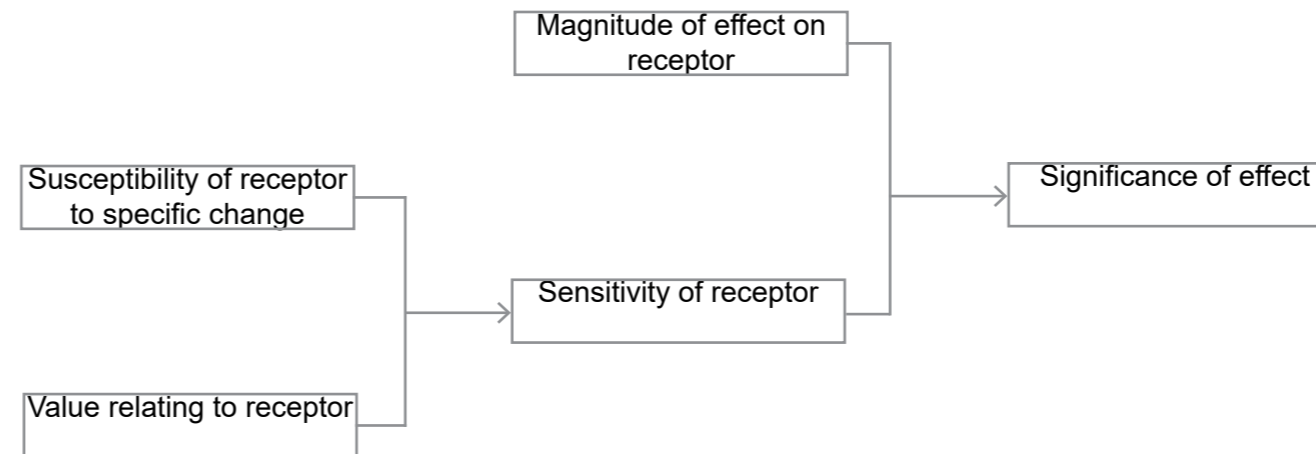 Magnitude of effect on
receptor
Susceptibility of receptor
to specific change
Significance of effect
Sensitivity of receptor
Value relating to receptor